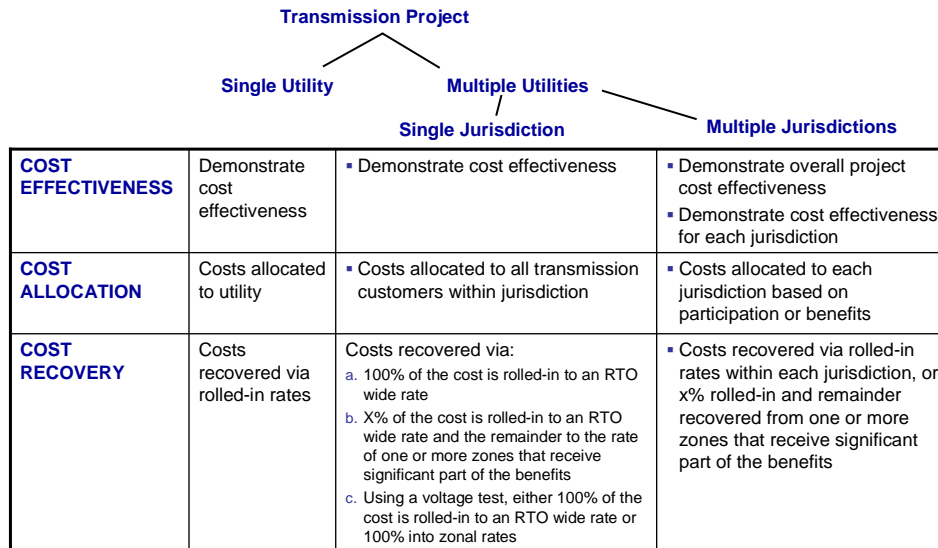 Transmission Project
Single Utility
Multiple Utilities
Single Jurisdiction
Multiple Jurisdictions
COST
EFFECTIVENESS
Demonstrate
cost
effectiveness
▪ Demonstrate cost effectiveness
▪ Demonstrate overall project
cost effectiveness
▪ Demonstrate cost effectiveness
for each jurisdiction
COST
ALLOCATION
Costs allocated
to utility
▪ Costs allocated to all transmission
customers within jurisdiction
▪ Costs allocated to each
jurisdiction based on
participation or benefits
COST
RECOVERY
Costs
recovered via
rolled-in rates
Costs recovered via:
a. 100% of the cost is rolled-in to an RTO
wide rate
b. X% of the cost is rolled-in to an RTO
wide rate and the remainder to the rate
of one or more zones that receive
significant part of the benefits
c. Using a voltage test, either 100% of the
cost is rolled-in to an RTO wide rate or
100% into zonal rates
▪ Costs recovered via rolled-in
rates within each jurisdiction, or
x% rolled-in and remainder
recovered from one or more
zones that receive significant
part of the benefits